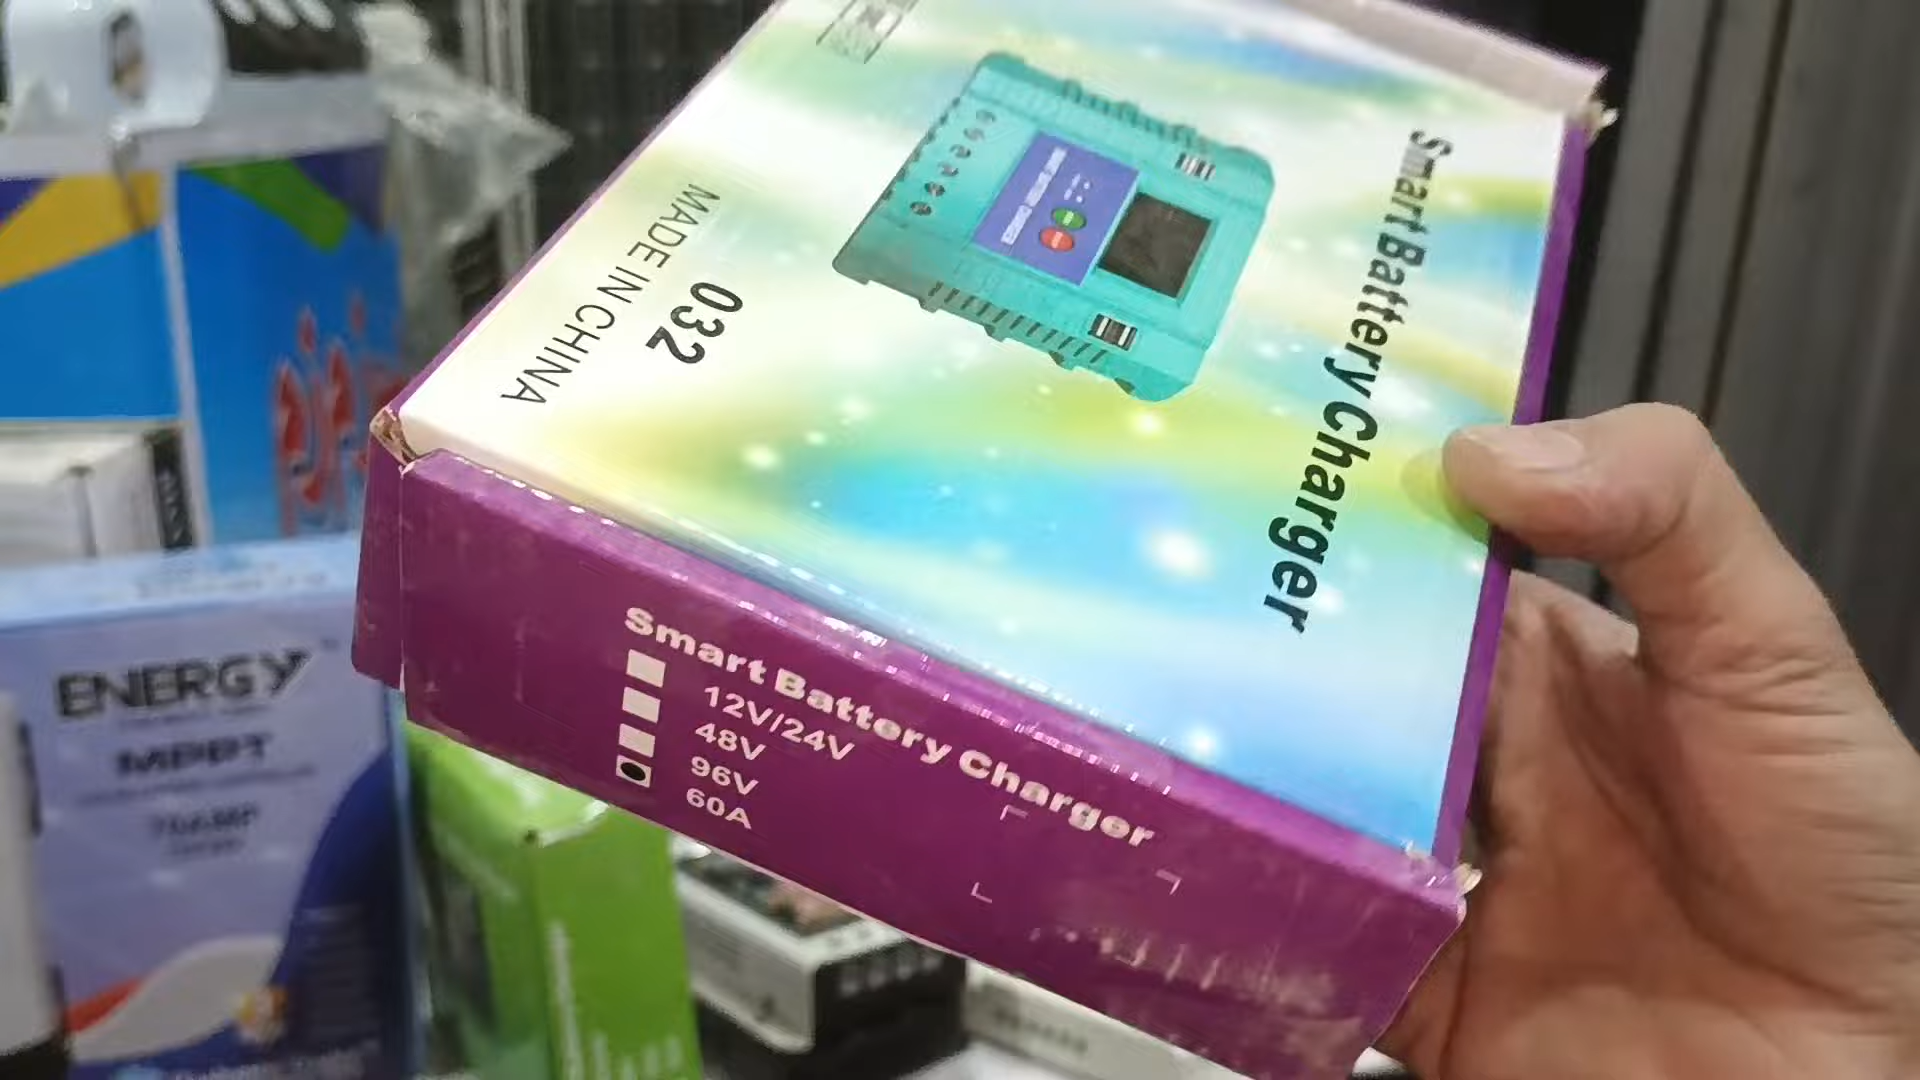 Smart Battery Charger
032
MADE IN CHINA
Smart Battery Charger
12V/24V
48V
96V
60A
ENERGY
MPPT